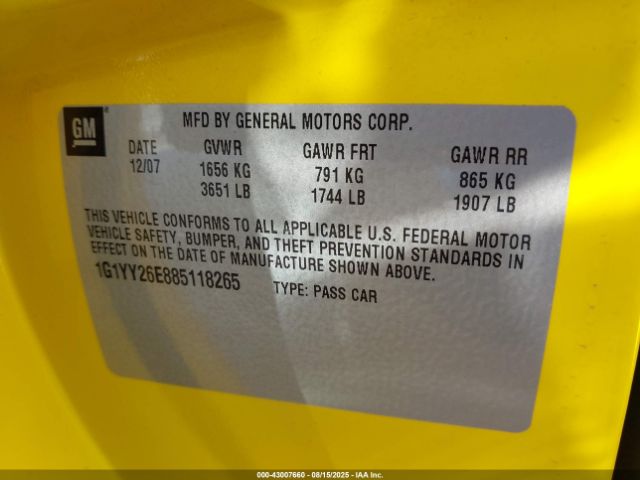 GM
MFD BY GENERAL MOTORS CORP.
DATE GVWR GAWR FRT GAWR RR
12/07 1656 KG 791 KG 865 KG
3651 LB 1744 LB 1907 LB
THIS VEHICLE CONFORMS TO ALL APPLICABLE U.S. FEDERAL MOTOR
VEHICLE SAFETY, BUMPER, AND THEFT PREVENTION STANDARDS IN
EFFECT ON THE DATE OF MANUFACTURE SHOWN ABOVE.
1G1YY26E885118265 TYPE: PASS CAR
000-43007660 - 08/15/2025 - IAA Inc.